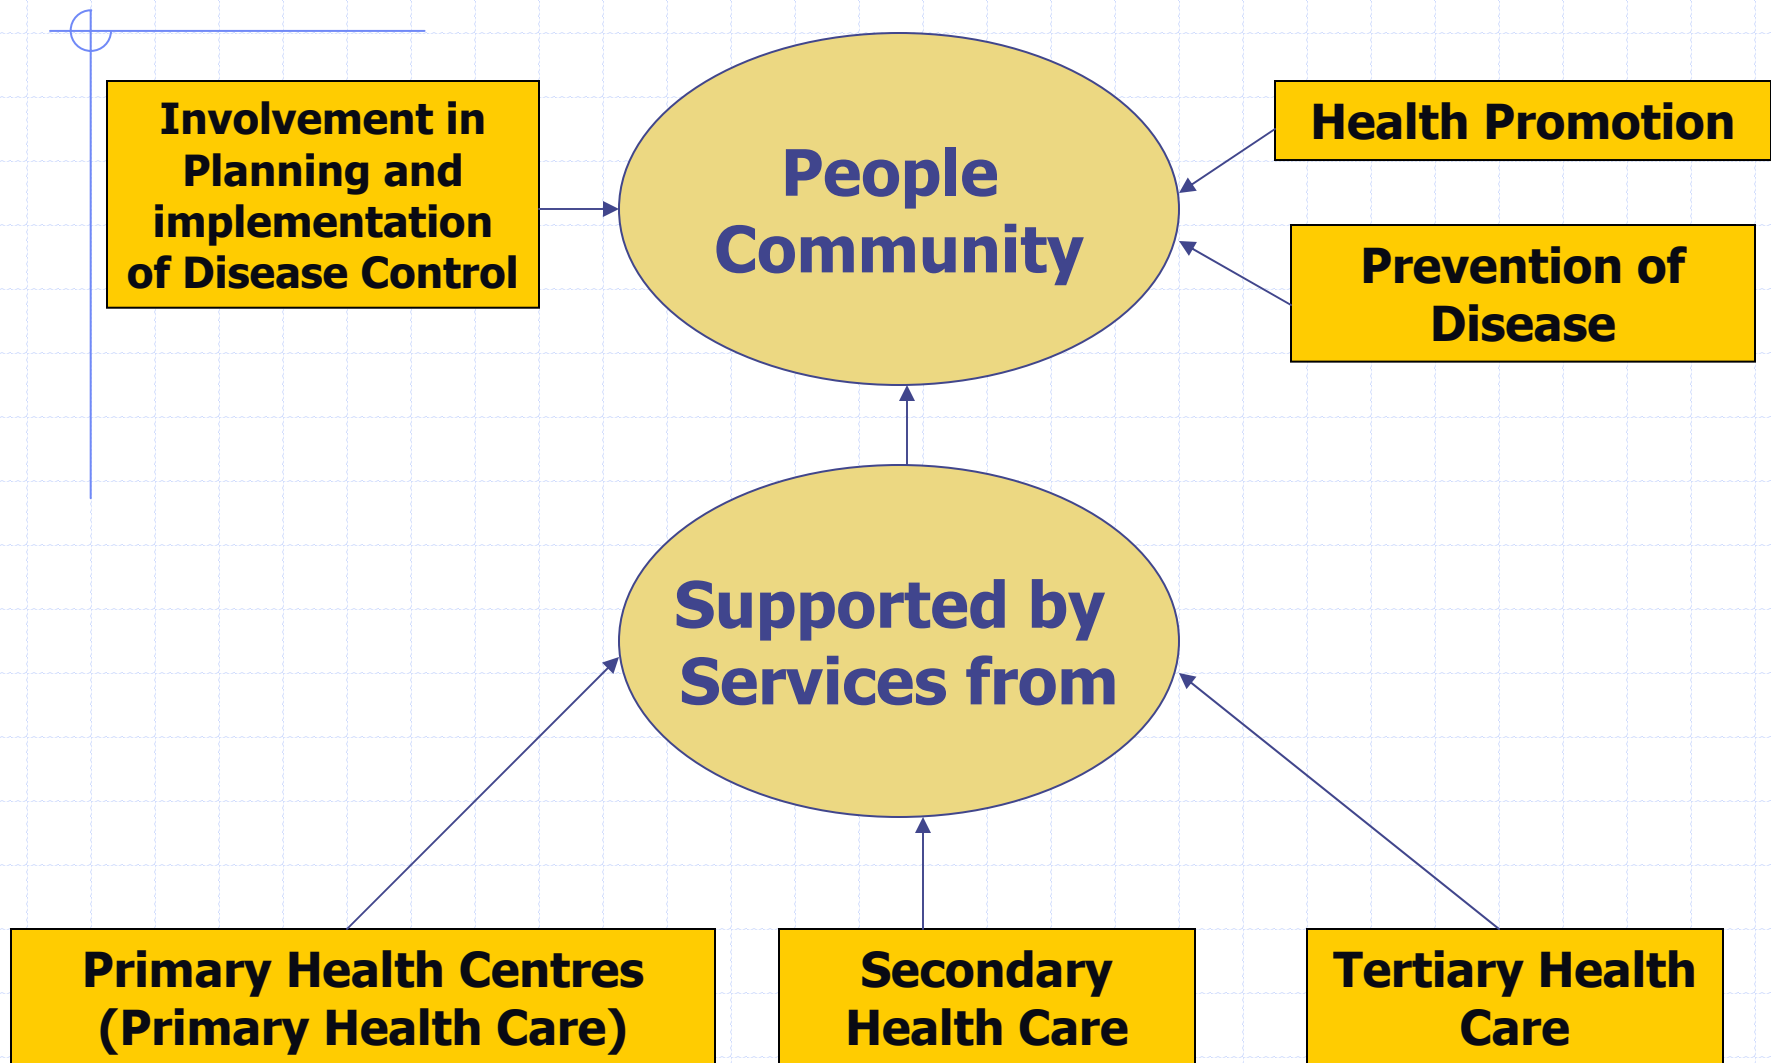 Involvement in
Planning and
implementation
of Disease Control
People
Community
Health Promotion
Prevention of
Disease
Supported by
Services from
Primary Health Centres
(Primary Health Care)
Secondary
Health Care
Tertiary Health
Care